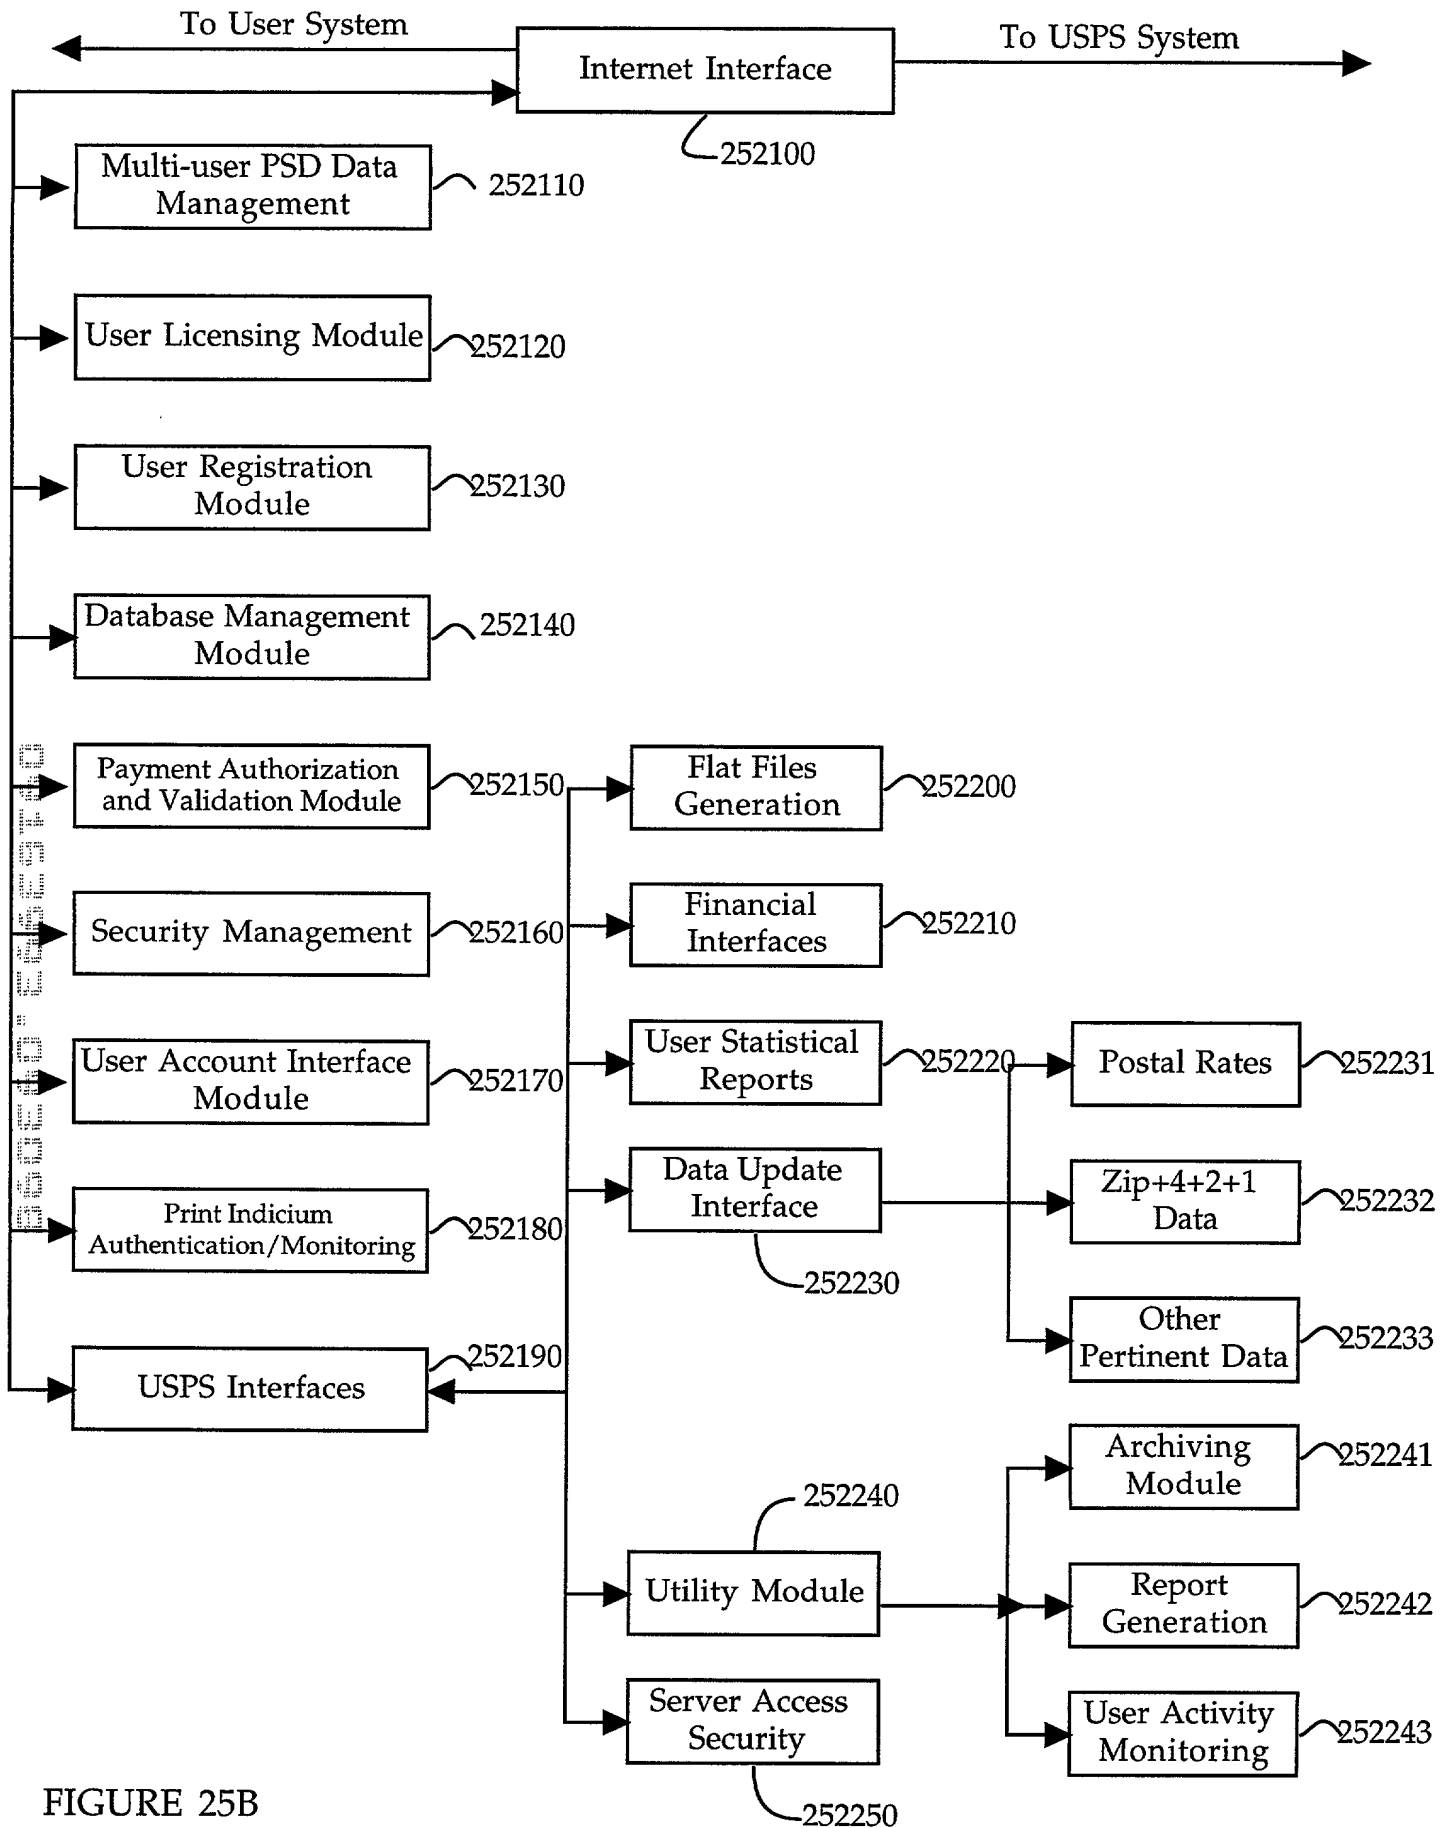 To User System
To USPS System
Internet Interface
252100
Multi-user PSD Data
Management
252110
User Licensing Module
252120
User Registration
Module
252130
Database Management
Module
252140
Payment Authorization
and Validation Module
252150
Security Management
252160
User Account Interface
Module
252170
Print Indicium
Authentication/Monitoring
252180
USPS Interfaces
252190
Flat Files
Generation
252200
Financial
Interfaces
252210
User Statistical
Reports
252220
Data Update
Interface
252230
Postal Rates
252231
Zip+4+2+1
Data
252232
Other
Pertinent Data
252233
252240
Utility Module
Archiving
Module
252241
Report
Generation
252242
User Activity
Monitoring
252243
Server Access
Security
252250
FIGURE 25B